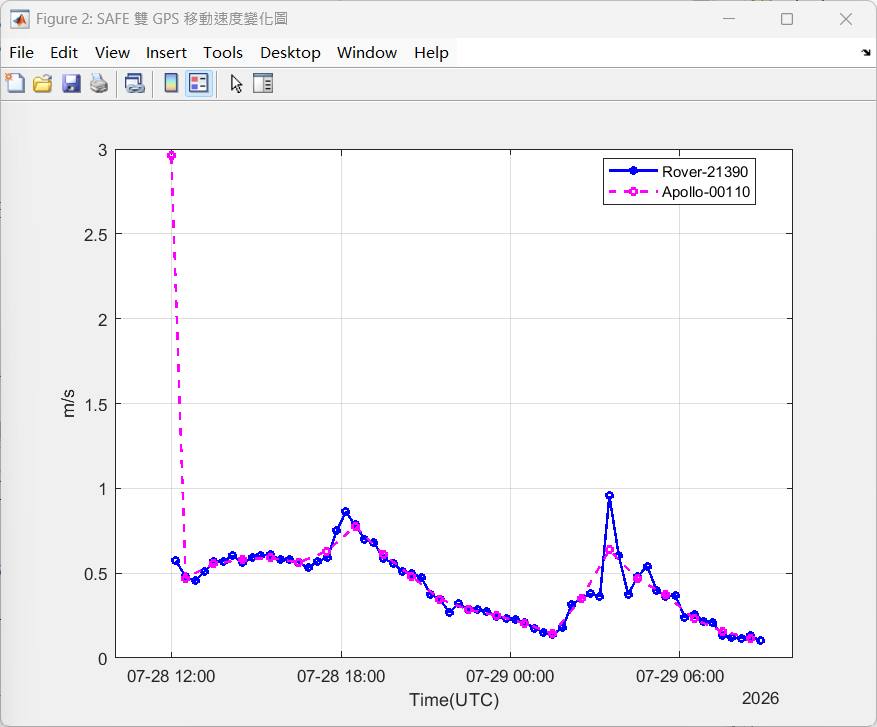 Figure 2: SAFE 雙 GPS 移動速度變化圖
File Edit View Insert Tools Desktop Window Help
3
2.5
2
1.5
1
0.5
0
m/s
Rover-21390
Apollo-00110
07-28 12:00 07-28 18:00 07-29 00:00 07-29 06:00
Time(UTC)
2026